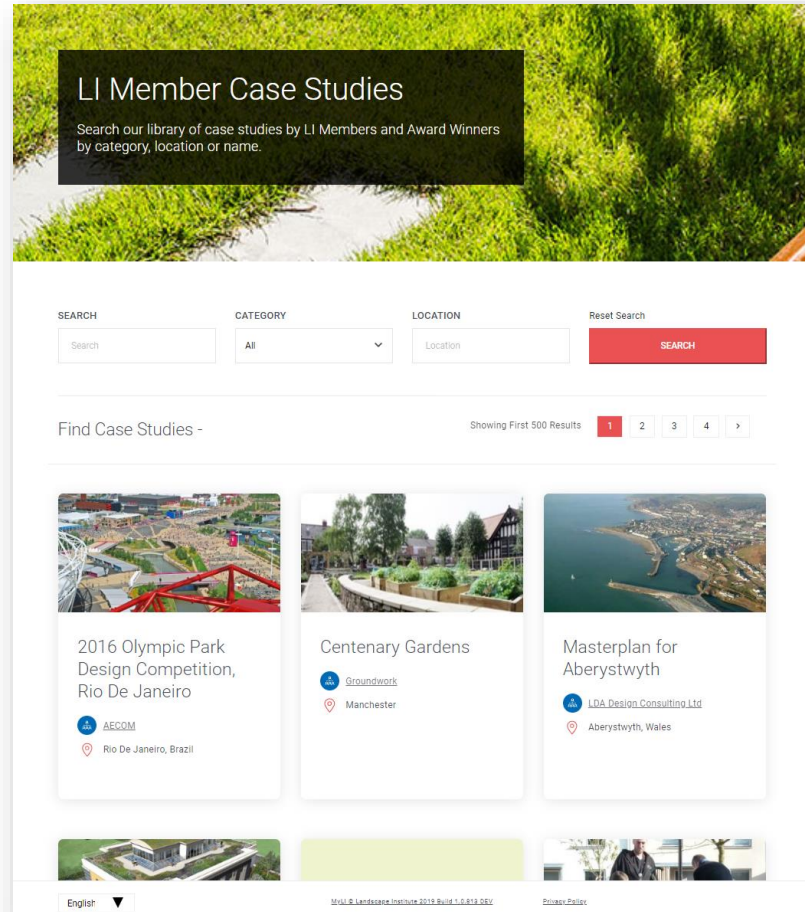 LI Member Case Studies
Search our library of case studies by LI Members and Award Winners
by category, location or name.
SEARCH
CATEGORY
LOCATION
Reset Search
Search
All
Location
SEARCH
Find Case Studies -
Showing First 500 Results
1
2
3
4
>
2016 Olympic Park
Design Competition,
Rio De Janeiro
AECOM
Rio De Janeiro, Brazil
Centenary Gardens
Groundwork
Manchester
Masterplan for
Aberystwyth
LDA Design Consulting Ltd
Aberystwyth, Wales
English
MyLI © Landscape Institute 2019 Build 1.0.813 DEV
Privacy Policy